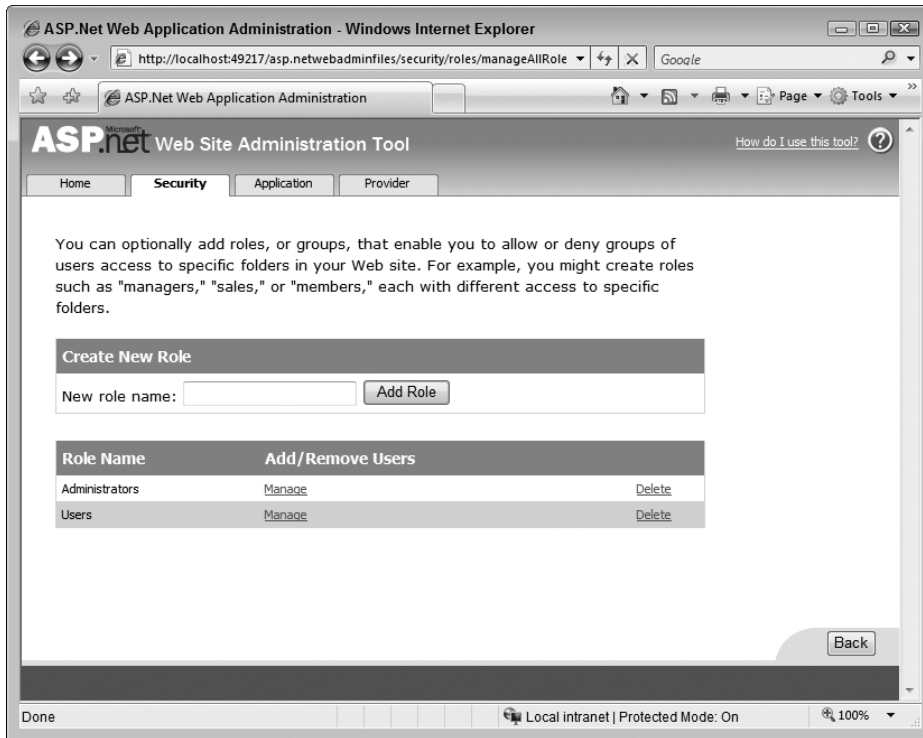 ASP.Net Web Application Administration - Windows Internet Explorer
http://localhost:49217/asp.netwebadminfiles/security/roles/manageAllRole
Google
ASP.Net Web Application Administration
Page
Tools
Microsoft
ASP.net Web Site Administration Tool
How do I use this tool?
Home
Security
Application
Provider
You can optionally add roles, or groups, that enable you to allow or deny groups of
users access to specific folders in your Web site. For example, you might create roles
such as "managers," "sales," or "members," each with different access to specific
folders.
Create New Role
New role name:
Add Role
Role Name Add/Remove Users
Administrators Manage Delete
Users Manage Delete
Back
Done
Local intranet | Protected Mode: On
100%